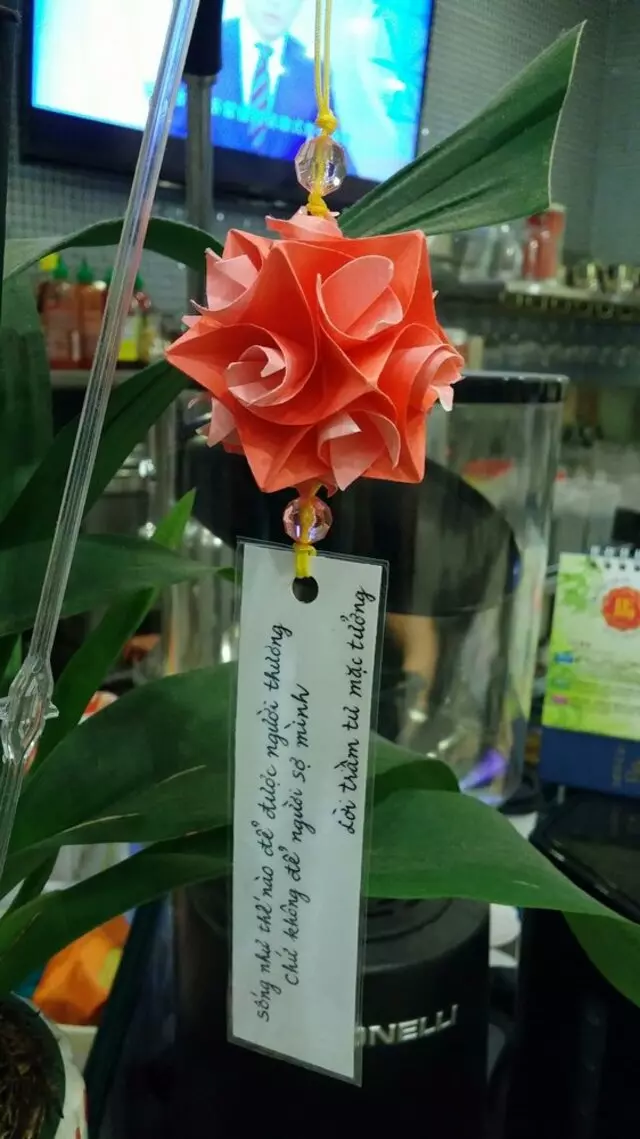 sống như thế nào để được người thương
chứ không để người sợ mình
Lời trầm tư mặc tưởng
NELLI